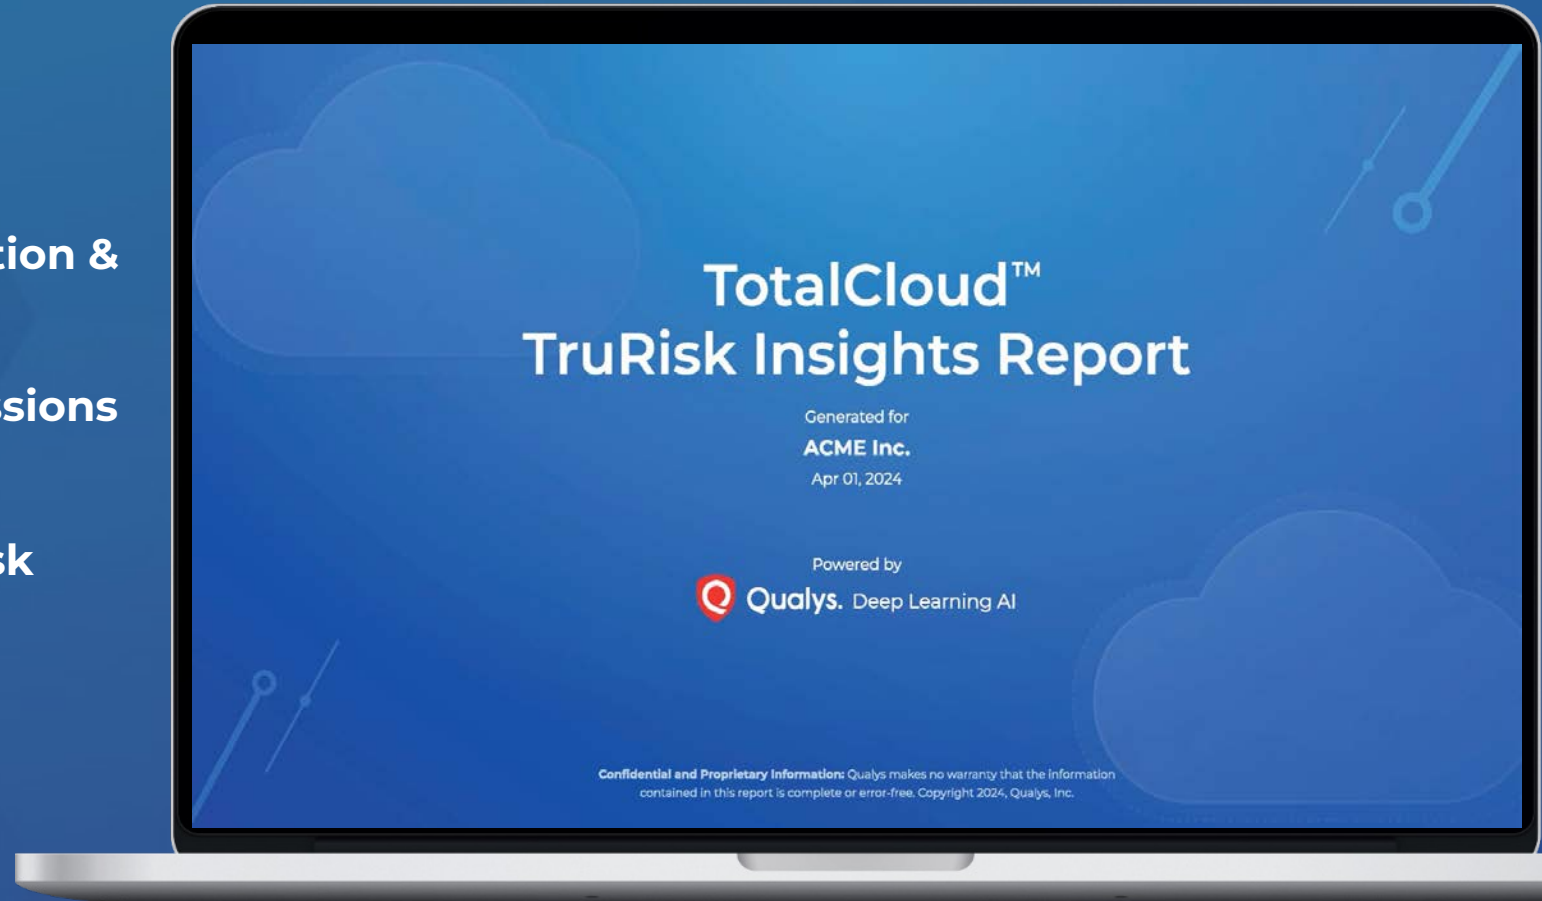 tion &
ssions
sk
TotalCloud™
TruRisk Insights Report
Generated for
ACME Inc.
Apr 01, 2024
Powered by
Qualys. Deep Learning AI
Confidential and Proprietary Information: Qualys makes no warranty that the information
contained in this report is complete or error-free. Copyright 2024, Qualys, Inc.